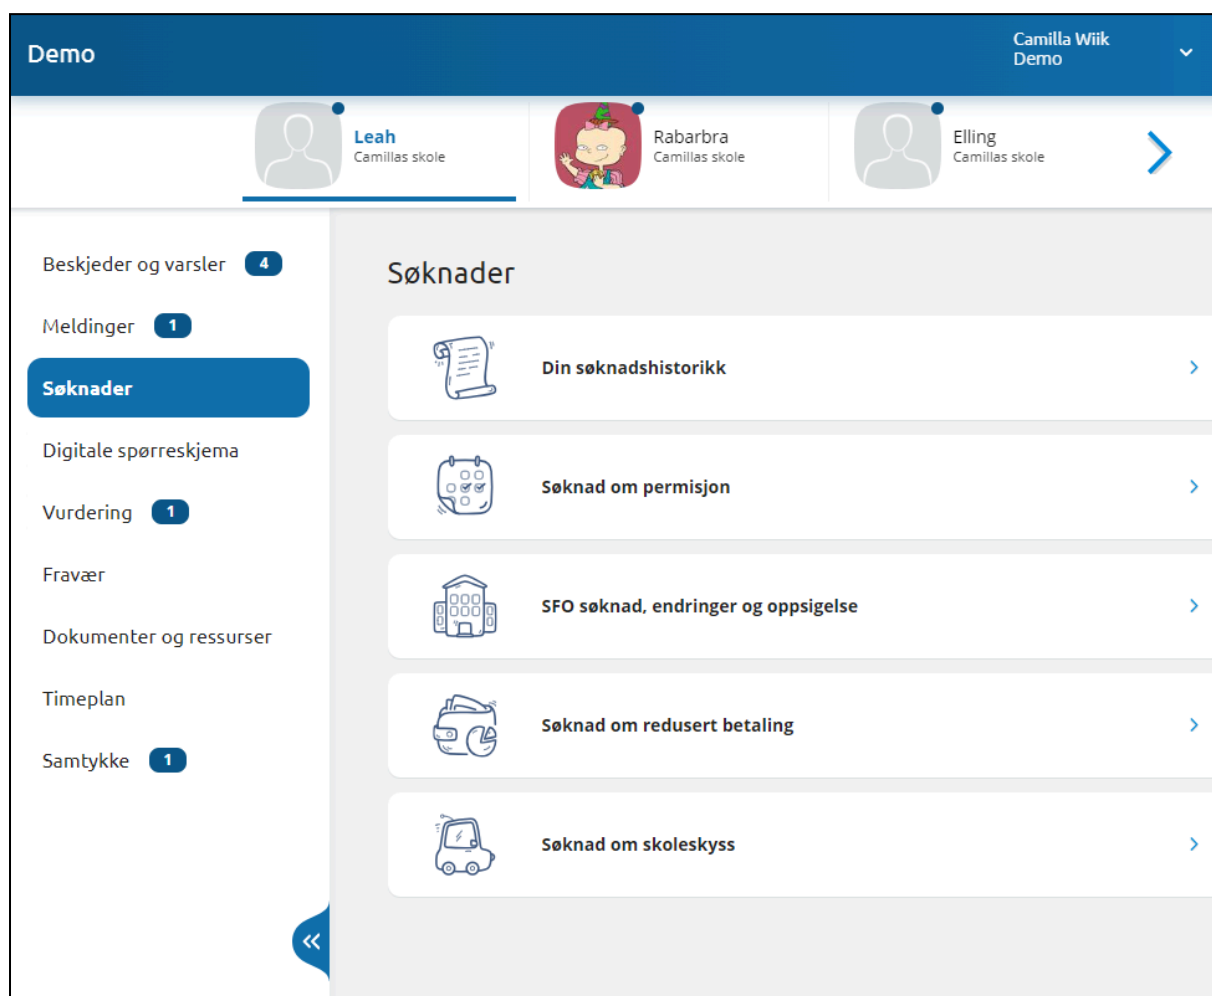 Demo
Camilla Wiik
Demo
Leah
Camillas skole
Rabarbra
Camillas skole
Elling
Camillas skole
Beskjeder og varsler 4
Meldinger 1
Søknader
Digitale spørreskjema
Vurdering 1
Fravær
Dokumenter og ressurser
Timeplan
Samtykke 1
Søknader
Din søknadshistorikk
Søknad om permisjon
SFO søknad, endringer og oppsigelse
Søknad om redusert betaling
Søknad om skoleskyss